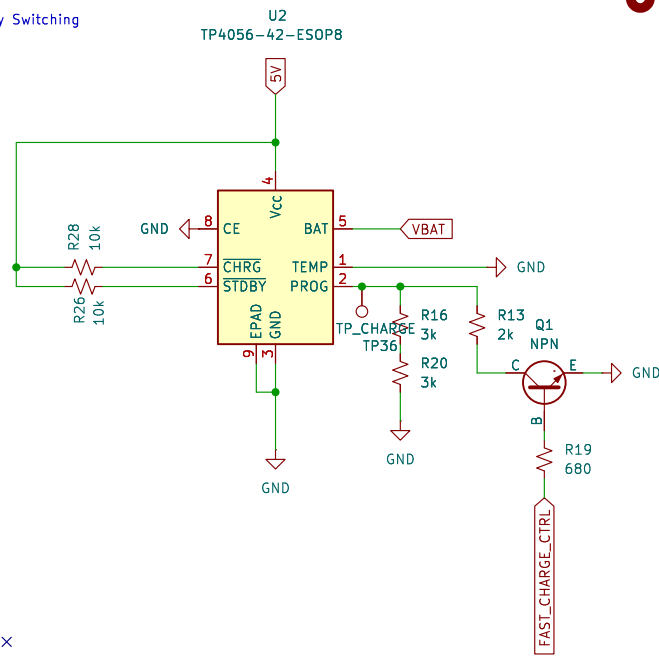 y Switching
U2
TP4056-42-ESOP8
5V
4
Vcc
R28
10k
GND
8
CE
BAT
5
VBAT
7
CHRG
TEMP
1
GND
6
STDBY
PROG
2
R26
10k
EPAD
GND
9
3
TP_CHARGE
TP36
R16
3k
R20
3k
R13
2k
Q1
NPN
C
E
GND
B
GND
GND
R19
680
FAST_CHARGE_CTRL